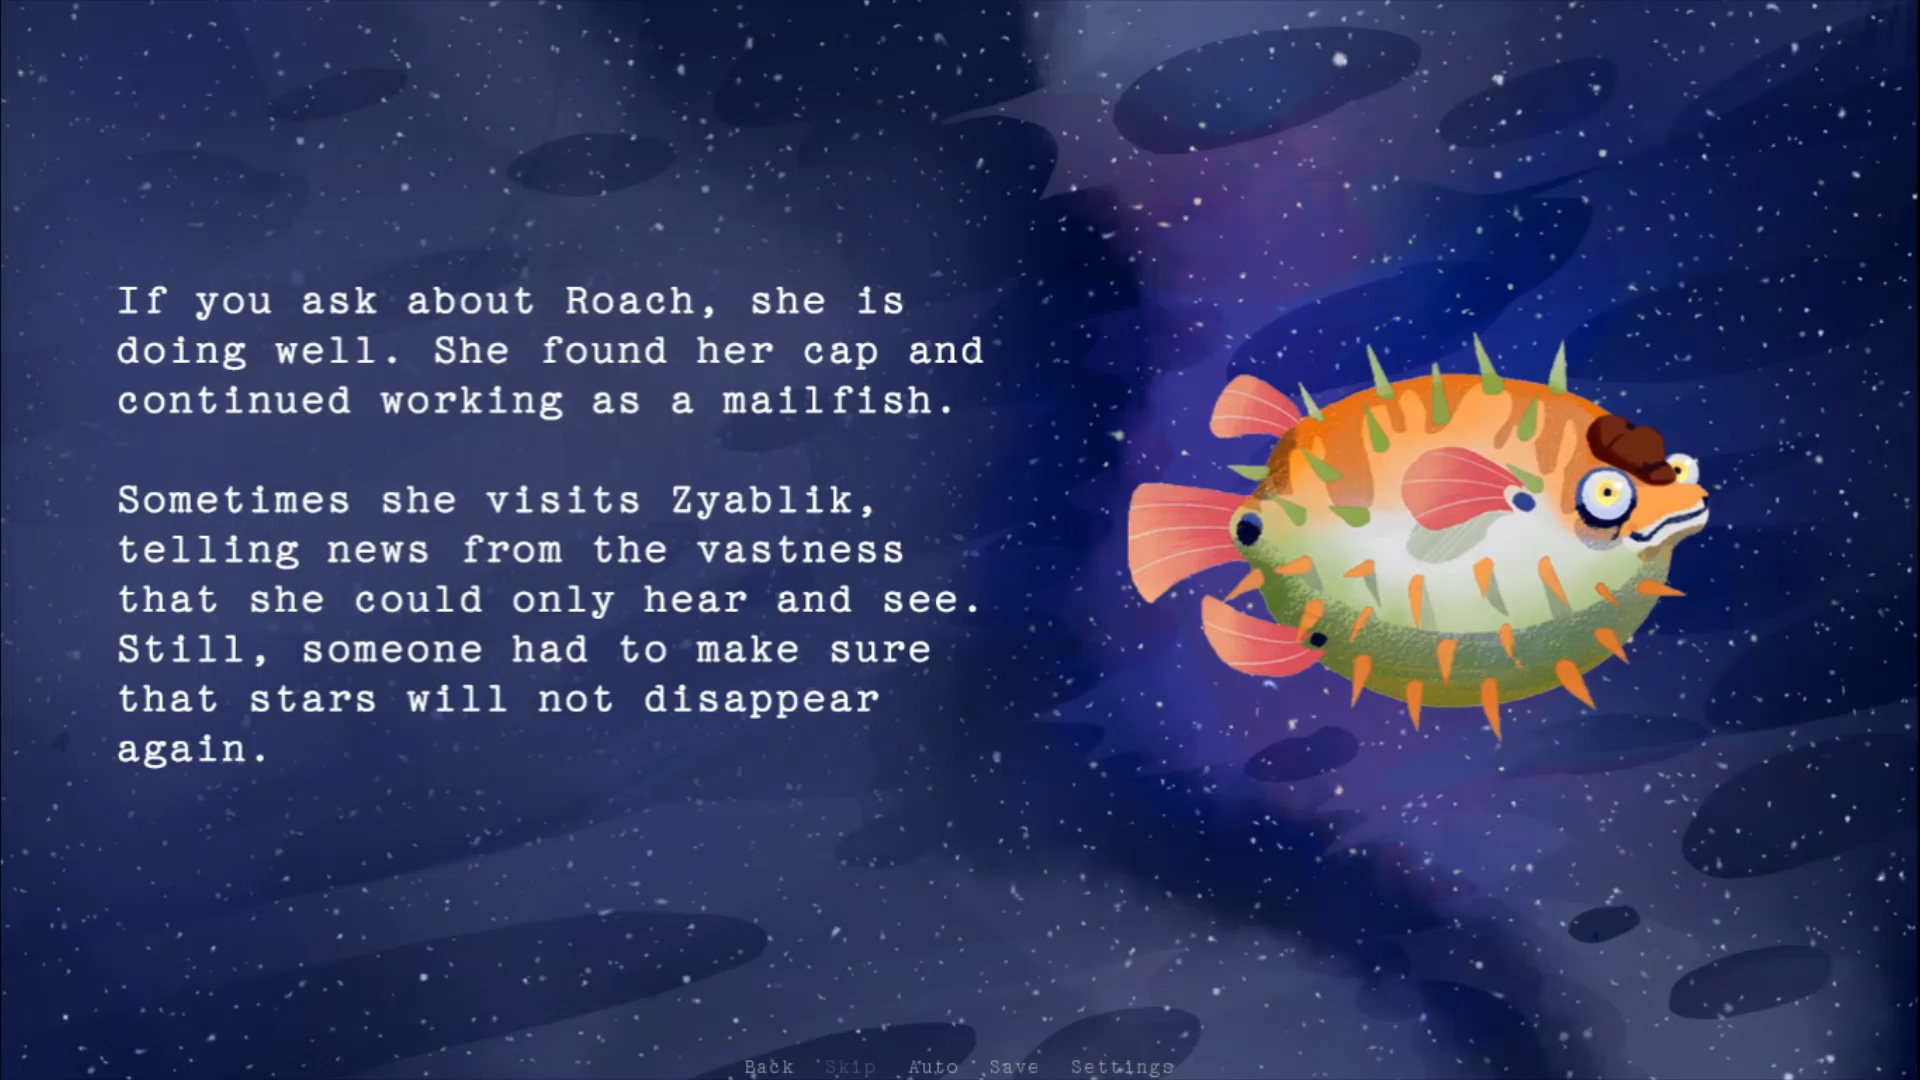 If you ask about Roach, she is
doing well. She found her cap and
continued working as a mailfish.
Sometimes she visits Zyablik,
telling news from the vastness
that she could only hear and see.
Still, someone had to make sure
that stars will not disappear
again.
Back Skip Auto Save Settings